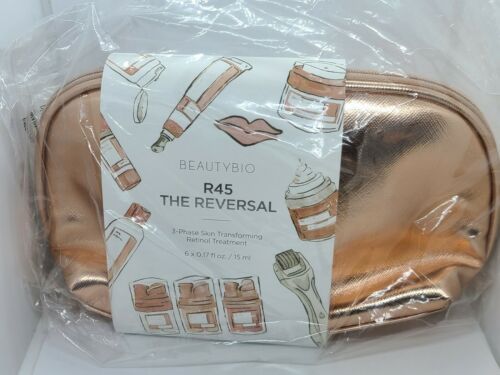 BEAUTYBIO
R45
THE REVERSAL
3-Phase Skin Transforming
Retinol Treatment
6 x 0.17 fl oz. / 15 ml